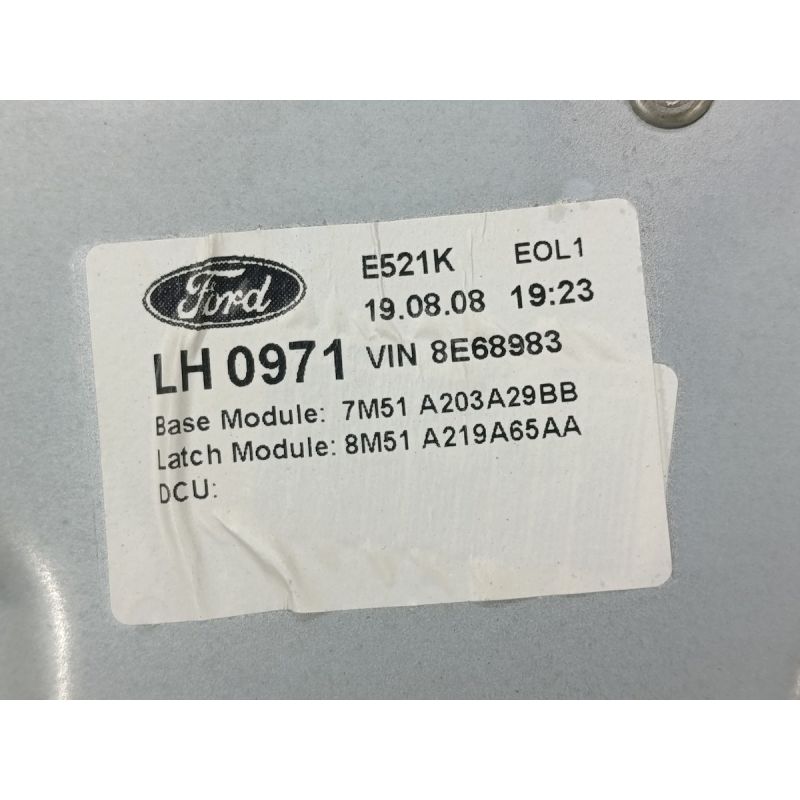 Ford
E521K EOL1
19.08.08 19:23
LH 0971 VIN 8E68983
Base Module: 7M51 A203A29BB
Latch Module: 8M51 A219A65AA
DCU: